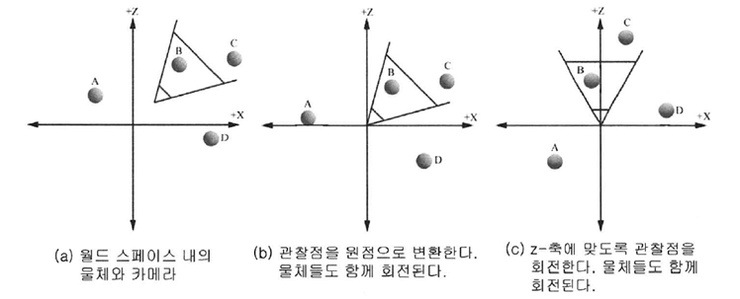 +Z
B
C
A
+X
D
(a) 월드 스페이스 내의
물체와 카메라
+Z
B
C
A
+X
D
(b) 관찰점을 원점으로 변환한다.
물체들도 함께 회전된다.
+Z
C
B
D
+X
A
(c) z-축에 맞도록 관찰점을
회전한다. 물체들도 함께
회전된다.